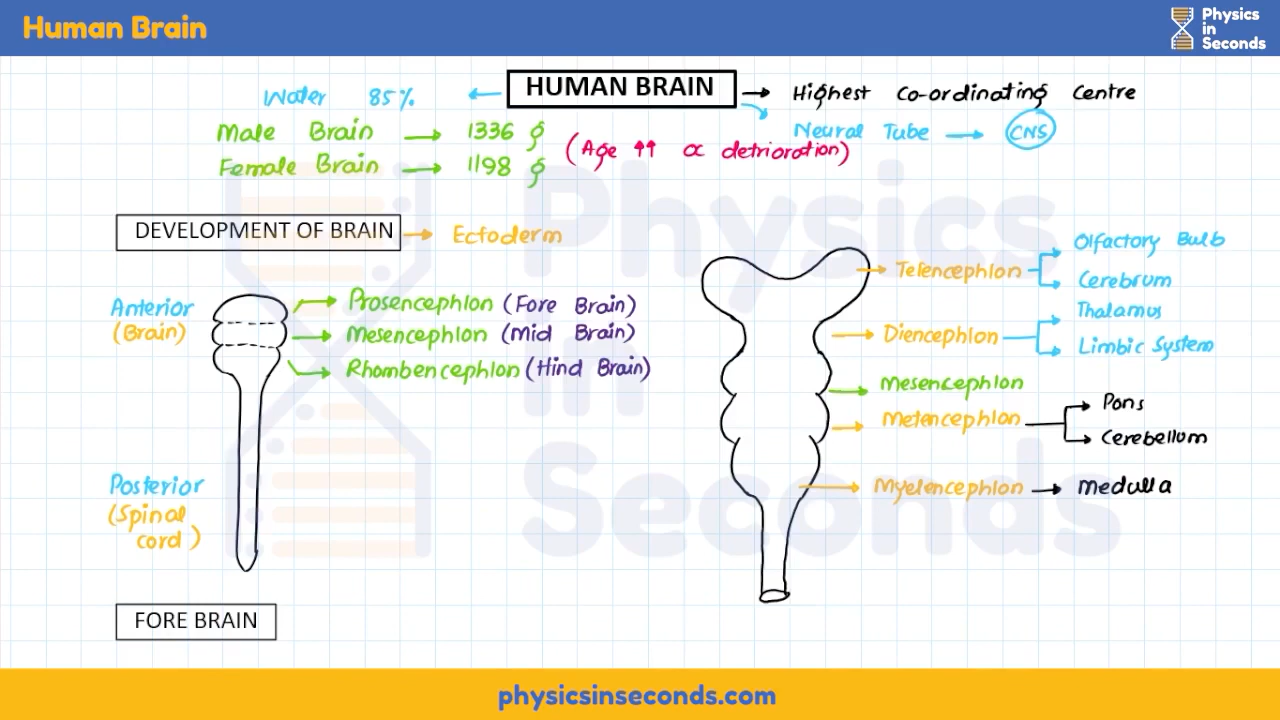 Human Brain
Physics
in
Seconds
HUMAN BRAIN
Highest Co-ordinating Centre
Water 85%
Neural Tube CNS
Male Brain 1336 g
Female Brain 1198 g
(Age ↑↑ ∝ detrioration)
DEVELOPMENT OF BRAIN
Ectoderm
Anterior
(Brain)
Prosencephlon (Fore Brain)
Mesencephlon (Mid Brain)
Rhombencephlon (Hind Brain)
Posterior
(Spinal
cord)
Telencephlon
Olfactory Bulb
Cerebrum
Diencephlon
Thalamus
Limbic System
Mesencephlon
Metencephlon
Pons
Cerebellum
Myelencephlon
Medulla
FORE BRAIN
Physics
in
Seconds
physicsinseconds.com